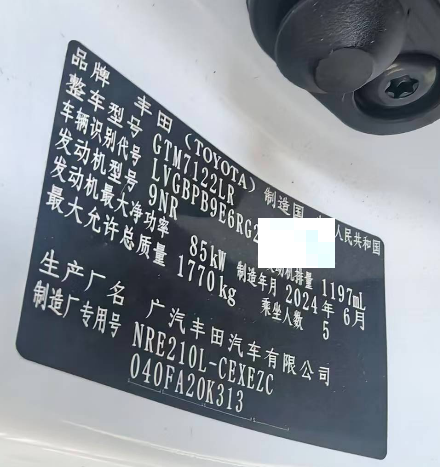 品牌 丰田（TOYOTA） 制造国 人民共和国
整车型号 GTM7122LR
车辆识别代号 LVGBPB9E6RG2
发动机型号 9NR 发动机排量 1197mL
发动机最大净功率 85kW 制造年月 2024年6月
最大允许总质量 1770kg 乘坐人数 5
生产厂名 广汽丰田汽车有限公司
制造厂专用号 NRE210L-CEXEZC
040FA20K313